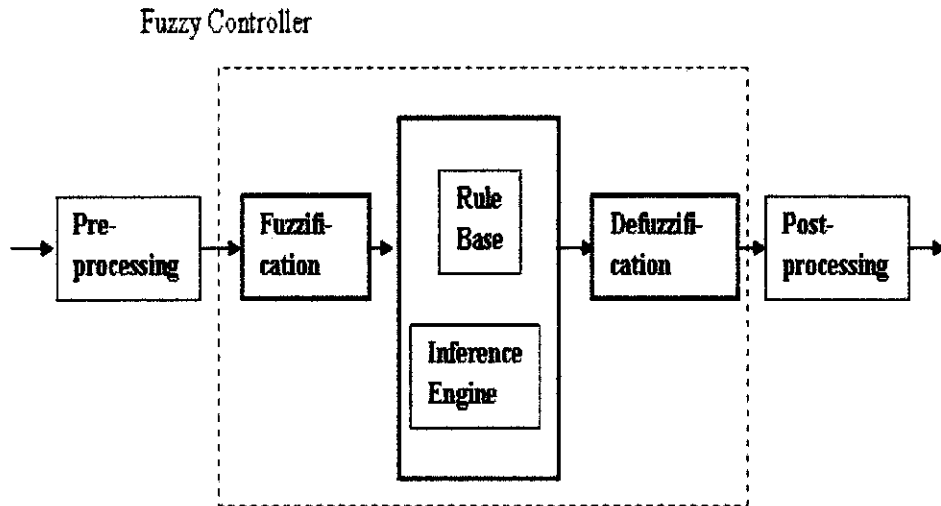 Fuzzy Controller
Pre-
processing
Fuzzifi-
cation
Rule
Base
Inference
Engine
Defuzzifi-
cation
Post-
processing